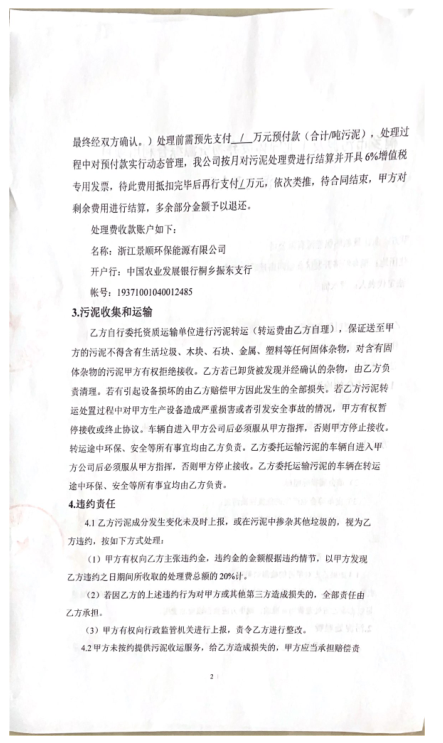 最终经双方确认。）处理前需预先支付 / 万元预付款（合计/吨污泥），处理过
程中对预付款实行动态管理，我公司按月对污泥处理费进行结算并开具 6%增值税
专用发票，待此费用抵扣完毕后再行支付/万元，依次类推，待合同结束，甲方对
剩余费用进行结算，多余部分金额予以退还。
处理费收款账户如下：
名称：浙江景顺环保能源有限公司
开户行：中国农业发展银行桐乡振东支行
帐号：19371001040012485
3.污泥收集和运输
乙方自行委托资质运输单位进行污泥转运（转运费由乙方自理），保证送至甲
方的污泥不得含有生活垃圾、木块、石块、金属、塑料等任何固体杂物，对含有固
体杂物的污泥甲方有权拒绝接收。乙方若已卸货被发现并经确认的杂物，由乙方负
责清理。若有引起设备损坏的由乙方赔偿甲方因此发生的全部损失。若乙方污泥转
运处置过程中对甲方生产设备造成严重损害或者引发安全事故的情况，甲方有权暂
停接收或终止协议。车辆自进入甲方公司后必须服从甲方指挥，否则甲方停止接收。
转运途中环保、安全等所有事宜均由乙方负责。乙方委托运输污泥的车辆自进入甲
方公司后必须服从甲方指挥，否则甲方停止接收。乙方委托运输污泥的车辆在转运
途中环保、安全等所有事宜均由乙方负责。
4.违约责任
4.1 乙方污泥成分发生变化未及时上报，或在污泥中掺杂其他垃圾的，视为乙
方违约，按如下方式处理：
（1）甲方有权向乙方主张违约金，违约金的金额根据违约情节，以甲方发现
乙方违约之日期间所收取的处理费总额的 20%计。
（2）若因乙方的上述违约行为对甲方或其他第三方造成损失的，全部责任由
乙方承担。
（3）甲方有权向行政监管机关进行上报，责令乙方进行整改。
4.2 甲方未按约提供污泥收运服务，给乙方造成损失的，甲方应当承担赔偿责
2